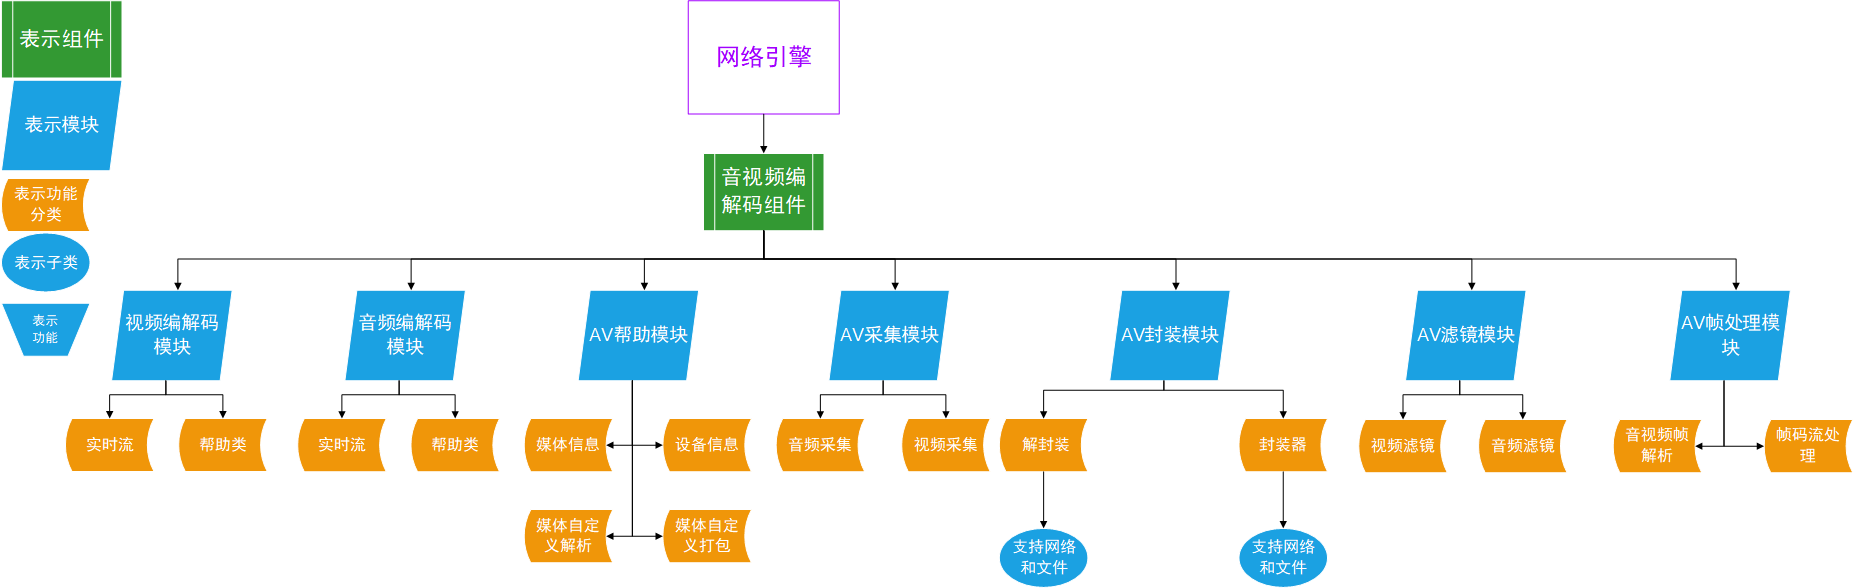 表示组件
表示模块
表示功能
分类
表示子类
表示
功能
网络引擎
音视频编
解码组件
视频编解码
模块
音频编解码
模块
AV帮助模块
AV采集模块
AV封装模块
AV滤镜模块
AV帧处理模
块
实时流
帮助类
实时流
帮助类
媒体信息
设备信息
媒体自定
义解析
媒体自定
义打包
音频采集
视频采集
解封装
封装器
支持网络
和文件
支持网络
和文件
视频滤镜
音频滤镜
音视频帧
解析
帧码流处
理